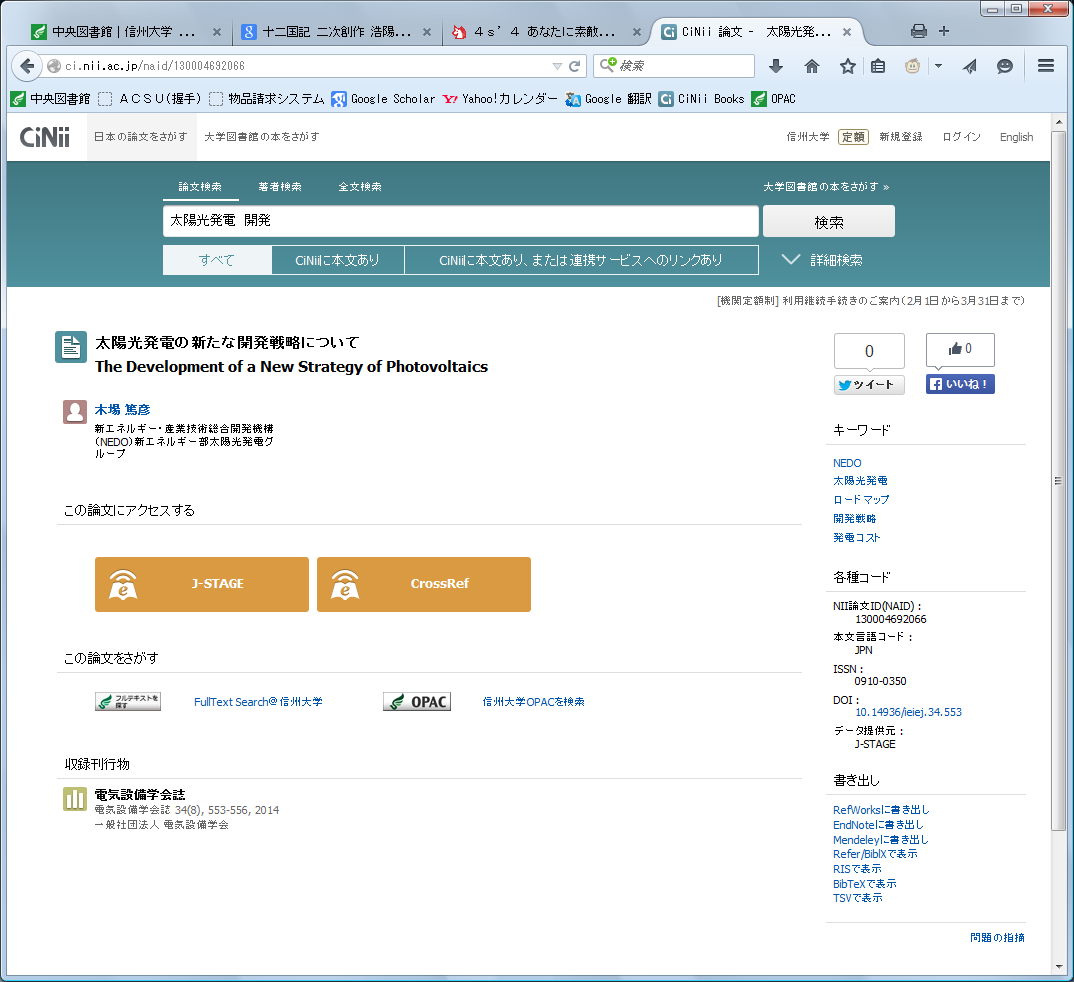 中央図書館 | 信州大学 ...
十二国記 二次創作 浩陽...
４ｓ’４ あなたに素敵...
CiNii 論文 - 太陽光発...
ci.nii.ac.jp/naid/130004692066
検索
中央図書館
ＡＣＳＵ(握手)
物品請求システム
Google Scholar
Yahoo!カレンダー
Google 翻訳
CiNii Books
OPAC
CiNii
日本の論文をさがす
大学図書館の本をさがす
信州大学
定額
新規登録
ログイン
English
論文検索
著者検索
全文検索
大学図書館の本をさがす »
太陽光発電 開発
検索
すべて
CiNiiに本文あり
CiNiiに本文あり、または連携サービスへのリンクあり
詳細検索
[機関定額制] 利用継続手続きのご案内（2月1日から3月31日まで）
太陽光発電の新たな開発戦略について
The Development of a New Strategy of Photovoltaics
木場 篤彦
新エネルギー・産業技術総合開発機構
（NEDO）新エネルギー部太陽光発電グ
ループ
この論文にアクセスする
J-STAGE
CrossRef
この論文をさがす
フルテキストを
探す
FullText Search@信州大学
OPAC
信州大学OPACを検索
収録刊行物
電気設備学会誌
電気設備学会誌 34(8), 553-556, 2014
一般社団法人 電気設備学会
0
ツイート
0
いいね！
キーワード
NEDO
太陽光発電
ロードマップ
開発戦略
発電コスト
各種コード
NII論文ID(NAID)：
130004692066
本文言語コード：
JPN
ISSN：
0910-0350
DOI：
10.14936/ieiej.34.553
データ提供元：
J-STAGE
書き出し
RefWorksに書き出し
EndNoteに書き出し
Mendeleyに書き出し
Refer/BiblXで表示
RISで表示
BibTeXで表示
TSVで表示
問題の指摘